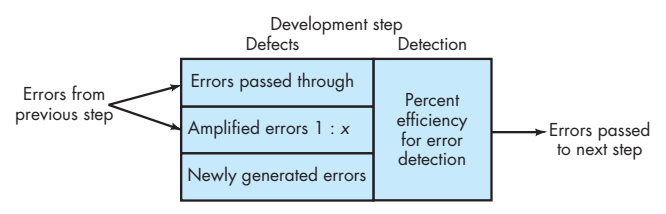 Development step
Defects
Detection
Errors from
previous step
Errors passed through
Amplified errors 1 : x
Newly generated errors
Percent
efficiency
for error
detection
Errors passed
to next step